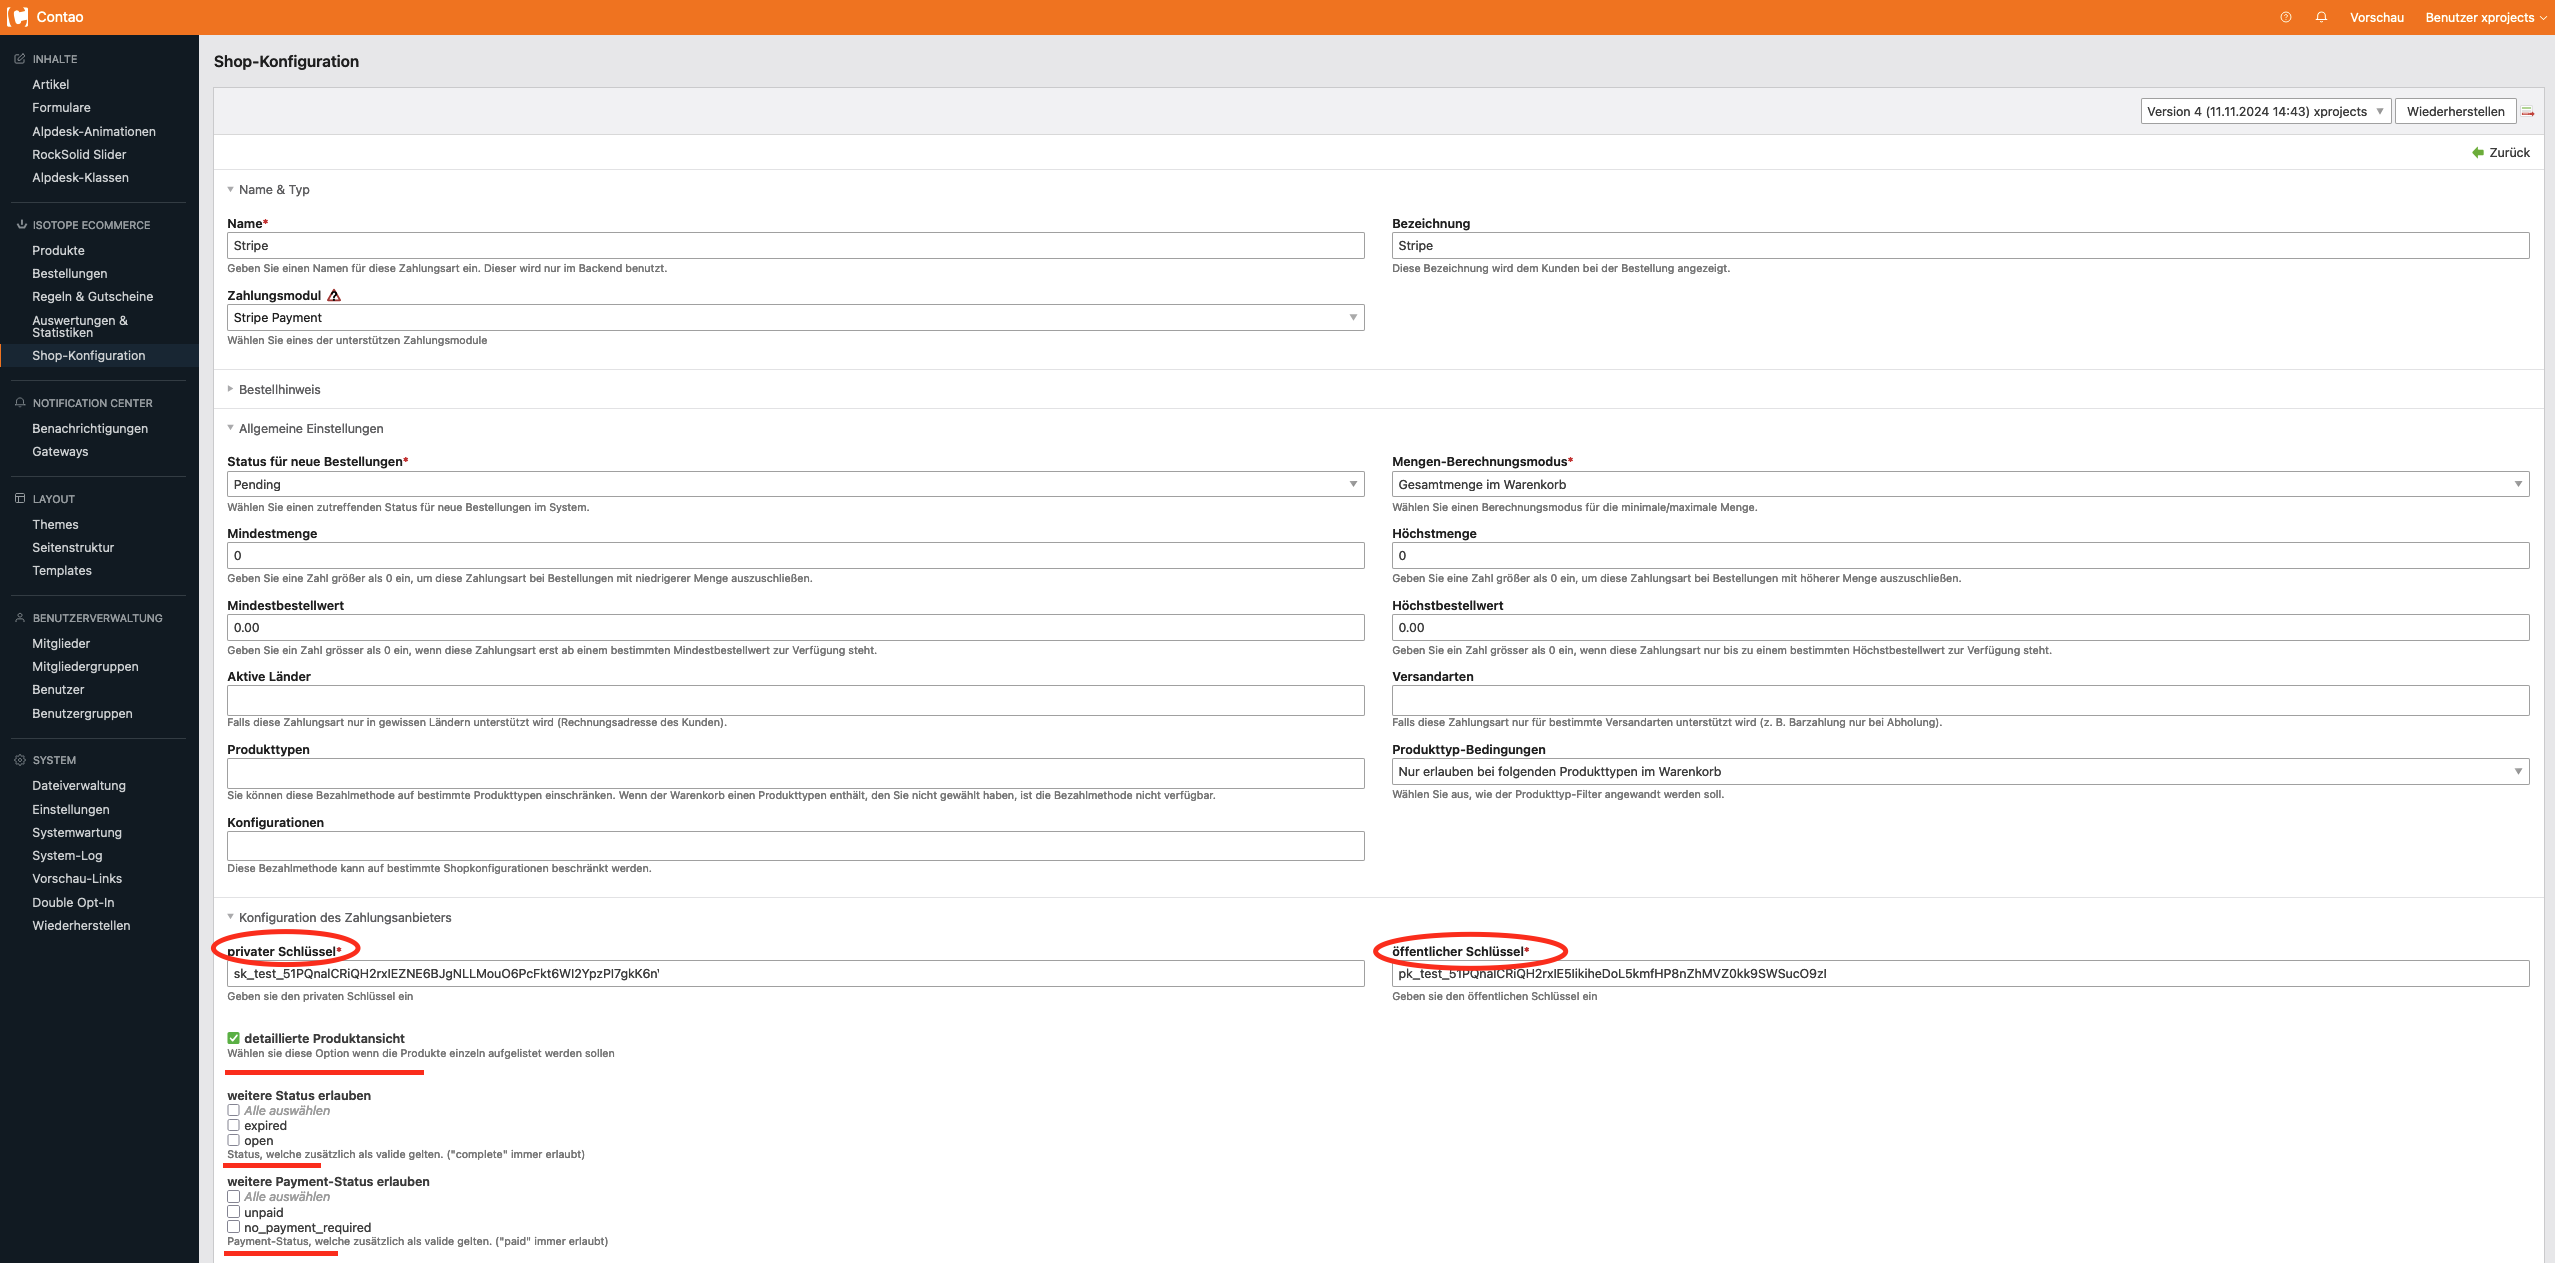 Contao
Vorschau
Benutzer xprojects
INHALTE
Artikel
Formulare
Alpdesk-Animationen
RockSolid Slider
Alpdesk-Klassen
ISOTOPE ECOMMERCE
Produkte
Bestellungen
Regeln & Gutscheine
Auswertungen &
Statistiken
Shop-Konfiguration
NOTIFICATION CENTER
Benachrichtigungen
Gateways
LAYOUT
Themes
Seitenstruktur
Templates
BENUTZERVERWALTUNG
Mitglieder
Mitgliedergruppen
Benutzer
Benutzergruppen
SYSTEM
Dateiverwaltung
Einstellungen
Systemwartung
System-Log
Vorschau-Links
Double Opt-In
Wiederherstellen
Shop-Konfiguration
Version 4 (11.11.2024 14:43) xprojects
Wiederherstellen
Zurück
Name & Typ
Name*
Stripe
Geben Sie einen Namen für diese Zahlungsart ein. Dieser wird nur im Backend benutzt.
Bezeichnung
Stripe
Diese Bezeichnung wird dem Kunden bei der Bestellung angezeigt.
Zahlungsmodul
Stripe Payment
Wählen Sie eines der unterstützen Zahlungsmodule
Bestellhinweis
Allgemeine Einstellungen
Status für neue Bestellungen*
Pending
Wählen Sie einen zutreffenden Status für neue Bestellungen im System.
Mengen-Berechnungsmodus*
Gesamtmenge im Warenkorb
Wählen Sie einen Berechnungsmodus für die minimale/maximale Menge.
Mindestmenge
0
Geben Sie eine Zahl größer als 0 ein, um diese Zahlungsart bei Bestellungen mit niedrigerer Menge auszuschließen.
Höchstmenge
0
Geben Sie eine Zahl größer als 0 ein, um diese Zahlungsart bei Bestellungen mit höherer Menge auszuschließen.
Mindestbestellwert
0.00
Geben Sie ein Zahl grösser als 0 ein, wenn diese Zahlungsart erst ab einem bestimmten Mindestbestellwert zur Verfügung steht.
Höchstbestellwert
0.00
Geben Sie ein Zahl grösser als 0 ein, wenn diese Zahlungsart nur bis zu einem bestimmten Höchstbestellwert zur Verfügung steht.
Aktive Länder
Falls diese Zahlungsart nur in gewissen Ländern unterstützt wird (Rechnungsadresse des Kunden).
Versandarten
Falls diese Zahlungsart nur für bestimmte Versandarten unterstützt wird (z. B. Barzahlung nur bei Abholung).
Produkttypen
Sie können diese Bezahlmethode auf bestimmte Produkttypen einschränken. Wenn der Warenkorb einen Produkttypen enthält, den Sie nicht gewählt haben, ist die Bezahlmethode nicht verfügbar.
Produkttyp-Bedingungen
Nur erlauben bei folgenden Produkttypen im Warenkorb
Wählen Sie aus, wie der Produkttyp-Filter angewandt werden soll.
Konfigurationen
Diese Bezahlmethode kann auf bestimmte Shopkonfigurationen beschränkt werden.
Konfiguration des Zahlungsanbieters
privater Schlüssel*
Geben sie den privaten Schlüssel ein
öffentlicher Schlüssel*
Geben sie den öffentlichen Schlüssel ein
detaillierte Produktansicht
Wählen sie diese Option wenn die Produkte einzeln aufgelistet werden sollen
weitere Status erlauben
Alle auswählen
expired
open
Status, welche zusätzlich als valide gelten. ("complete" immer erlaubt)
weitere Payment-Status erlauben
Alle auswählen
unpaid
no_payment_required
Payment-Status, welche zusätzlich als valide gelten. ("paid" immer erlaubt)